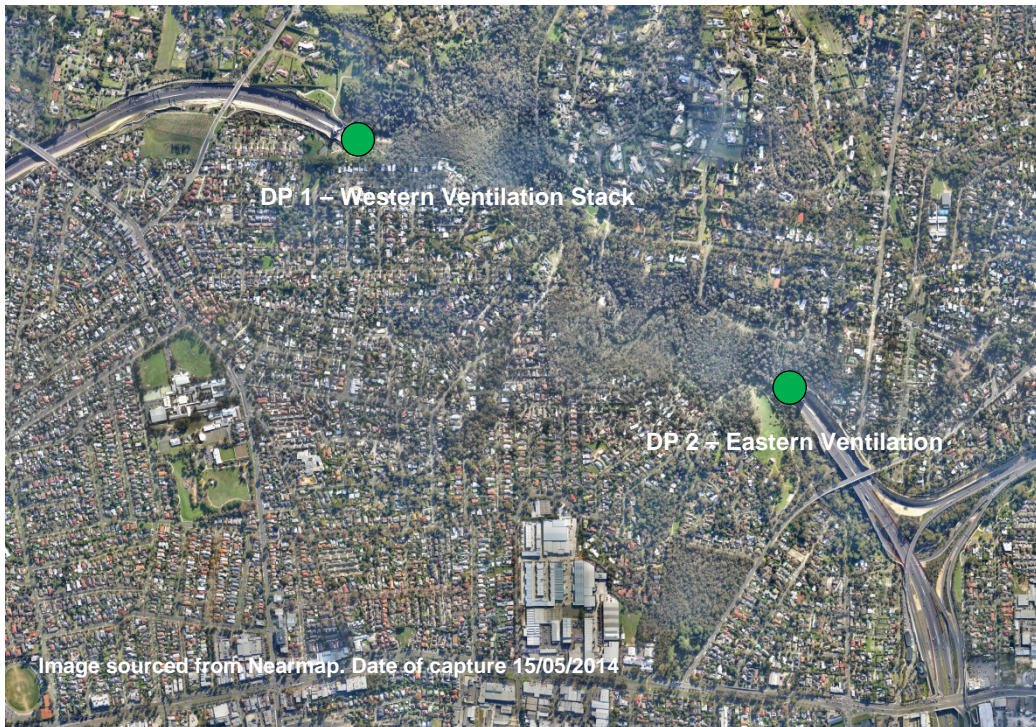 DP 1 – Western Ventilation Stack
DP 2 – Eastern Ventilation
Image sourced from Nearmap. Date of capture 15/05/2014